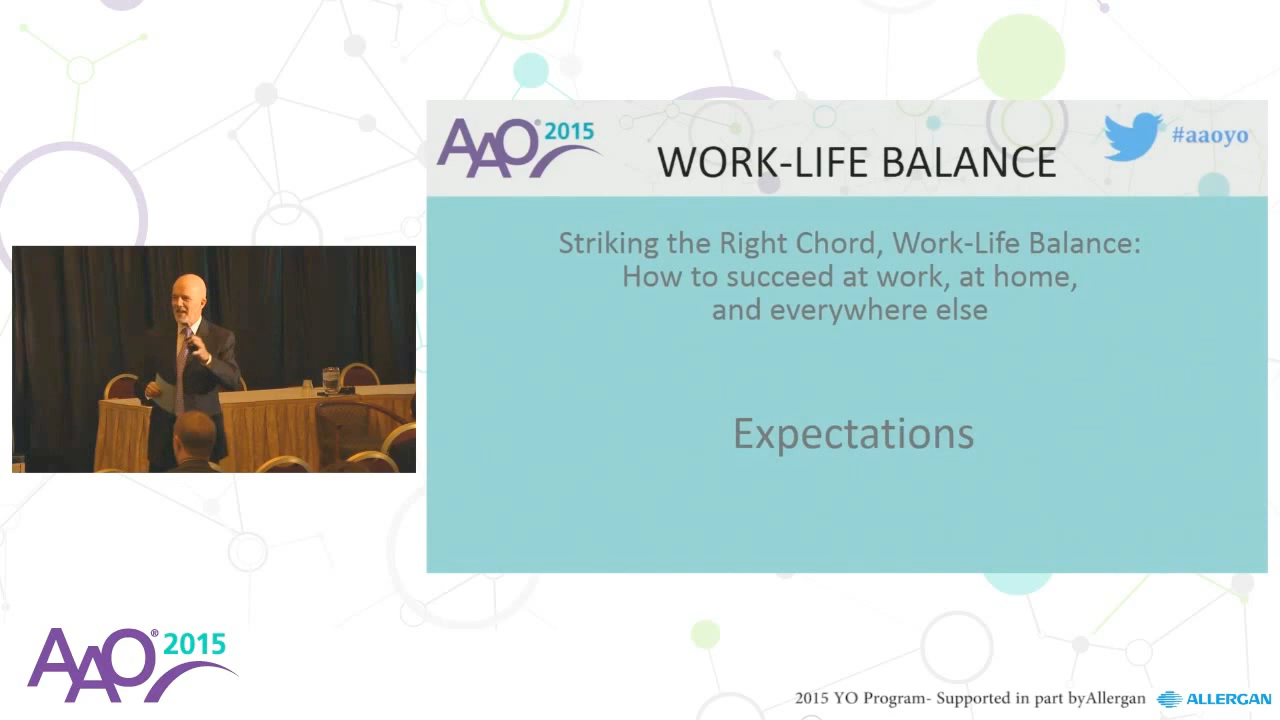 AAO® 2015
WORK-LIFE BALANCE
#aaoyo
Striking the Right Chord, Work-Life Balance:
How to succeed at work, at home,
and everywhere else
Expectations
AAO® 2015
2015 YO Program- Supported in part byAllergan
ALLERGAN